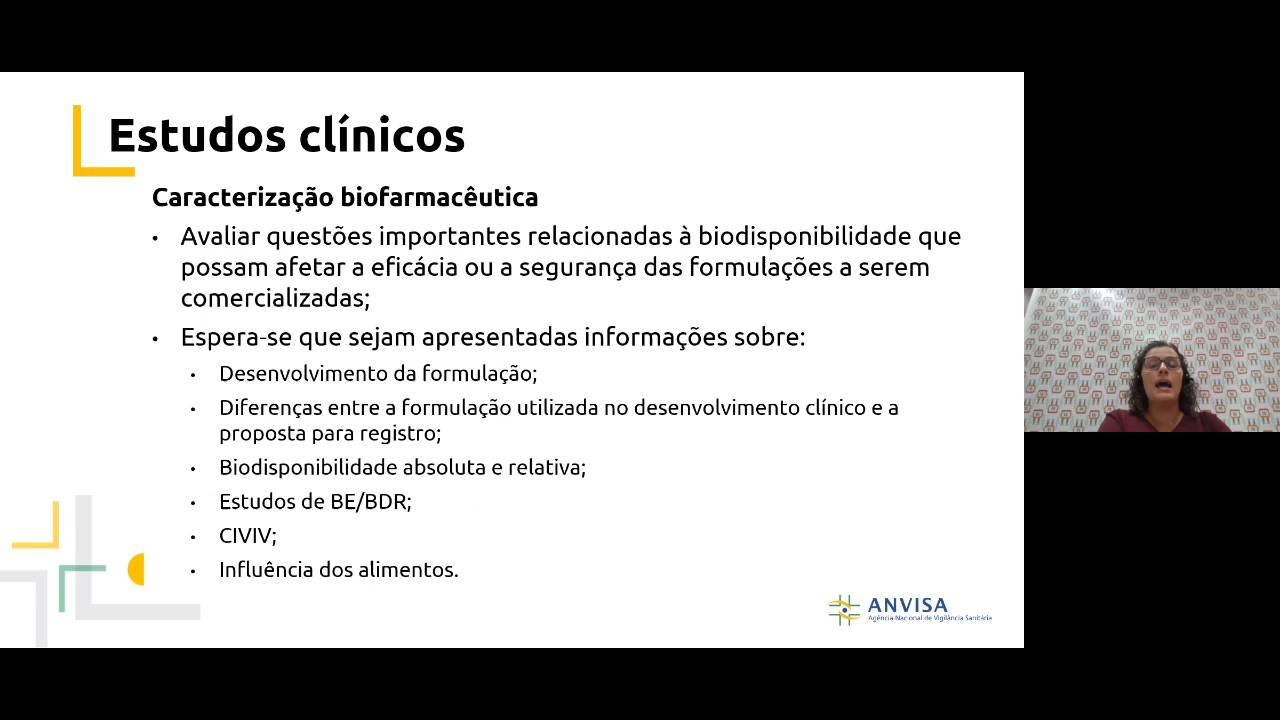 Estudos clínicos
Caracterização biofarmacêutica
• Avaliar questões importantes relacionadas à biodisponibilidade que
possam afetar a eficácia ou a segurança das formulações a serem
comercializadas;
• Espera-se que sejam apresentadas informações sobre:
• Desenvolvimento da formulação;
• Diferenças entre a formulação utilizada no desenvolvimento clínico e a
proposta para registro;
• Biodisponibilidade absoluta e relativa;
• Estudos de BE/BDR;
• CIVIV;
• Influência dos alimentos.
ANVISA
Agência Nacional de Vigilância Sanitária